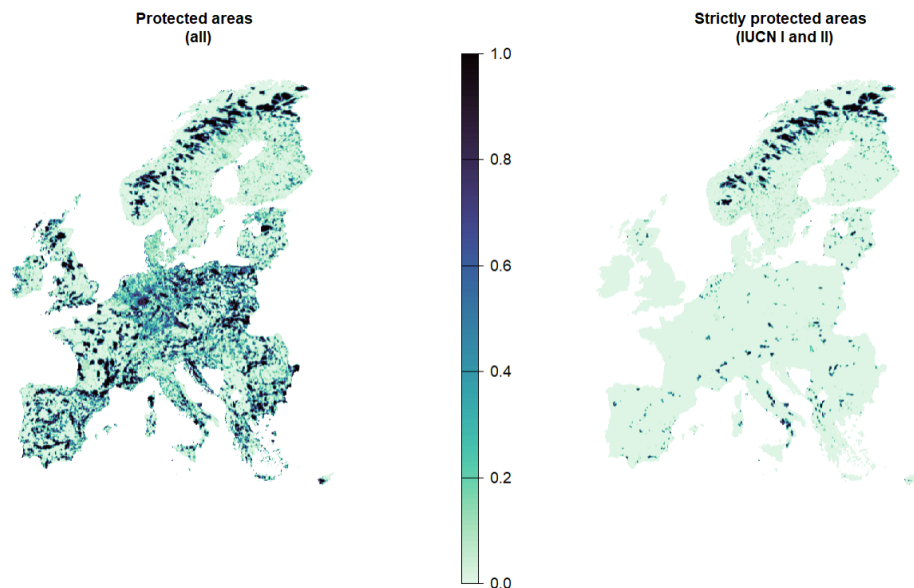 Protected areas
(all)
Strictly protected areas
(IUCN I and II)
1.0
0.8
0.6
0.4
0.2
0.0